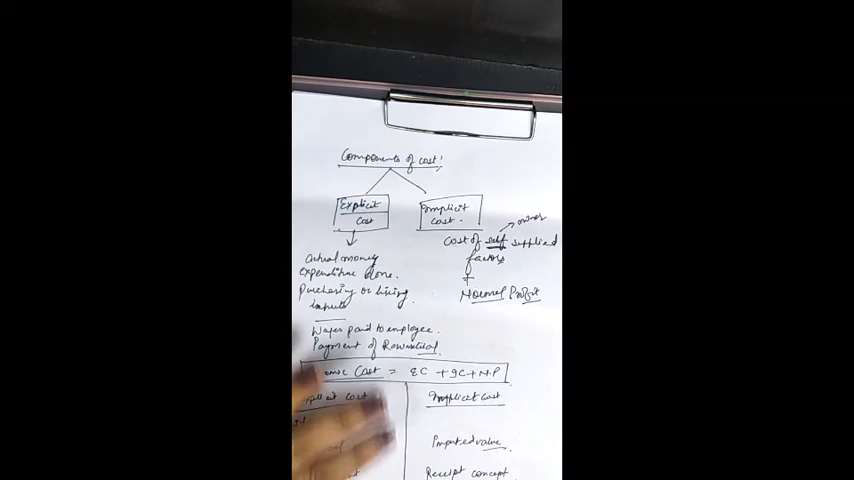 Components of cost!
Explicit
cost
Implicit
cost.
owner
cost of self supplied
factors
+
Normal Profit
Actual money
expenditure done.
purchasing or hiring
inputs
Wages paid to employee.
Payment of Raw
Cost = EC + IC + N.P
cost
Implicit cost
Imputed value
Receipt concept